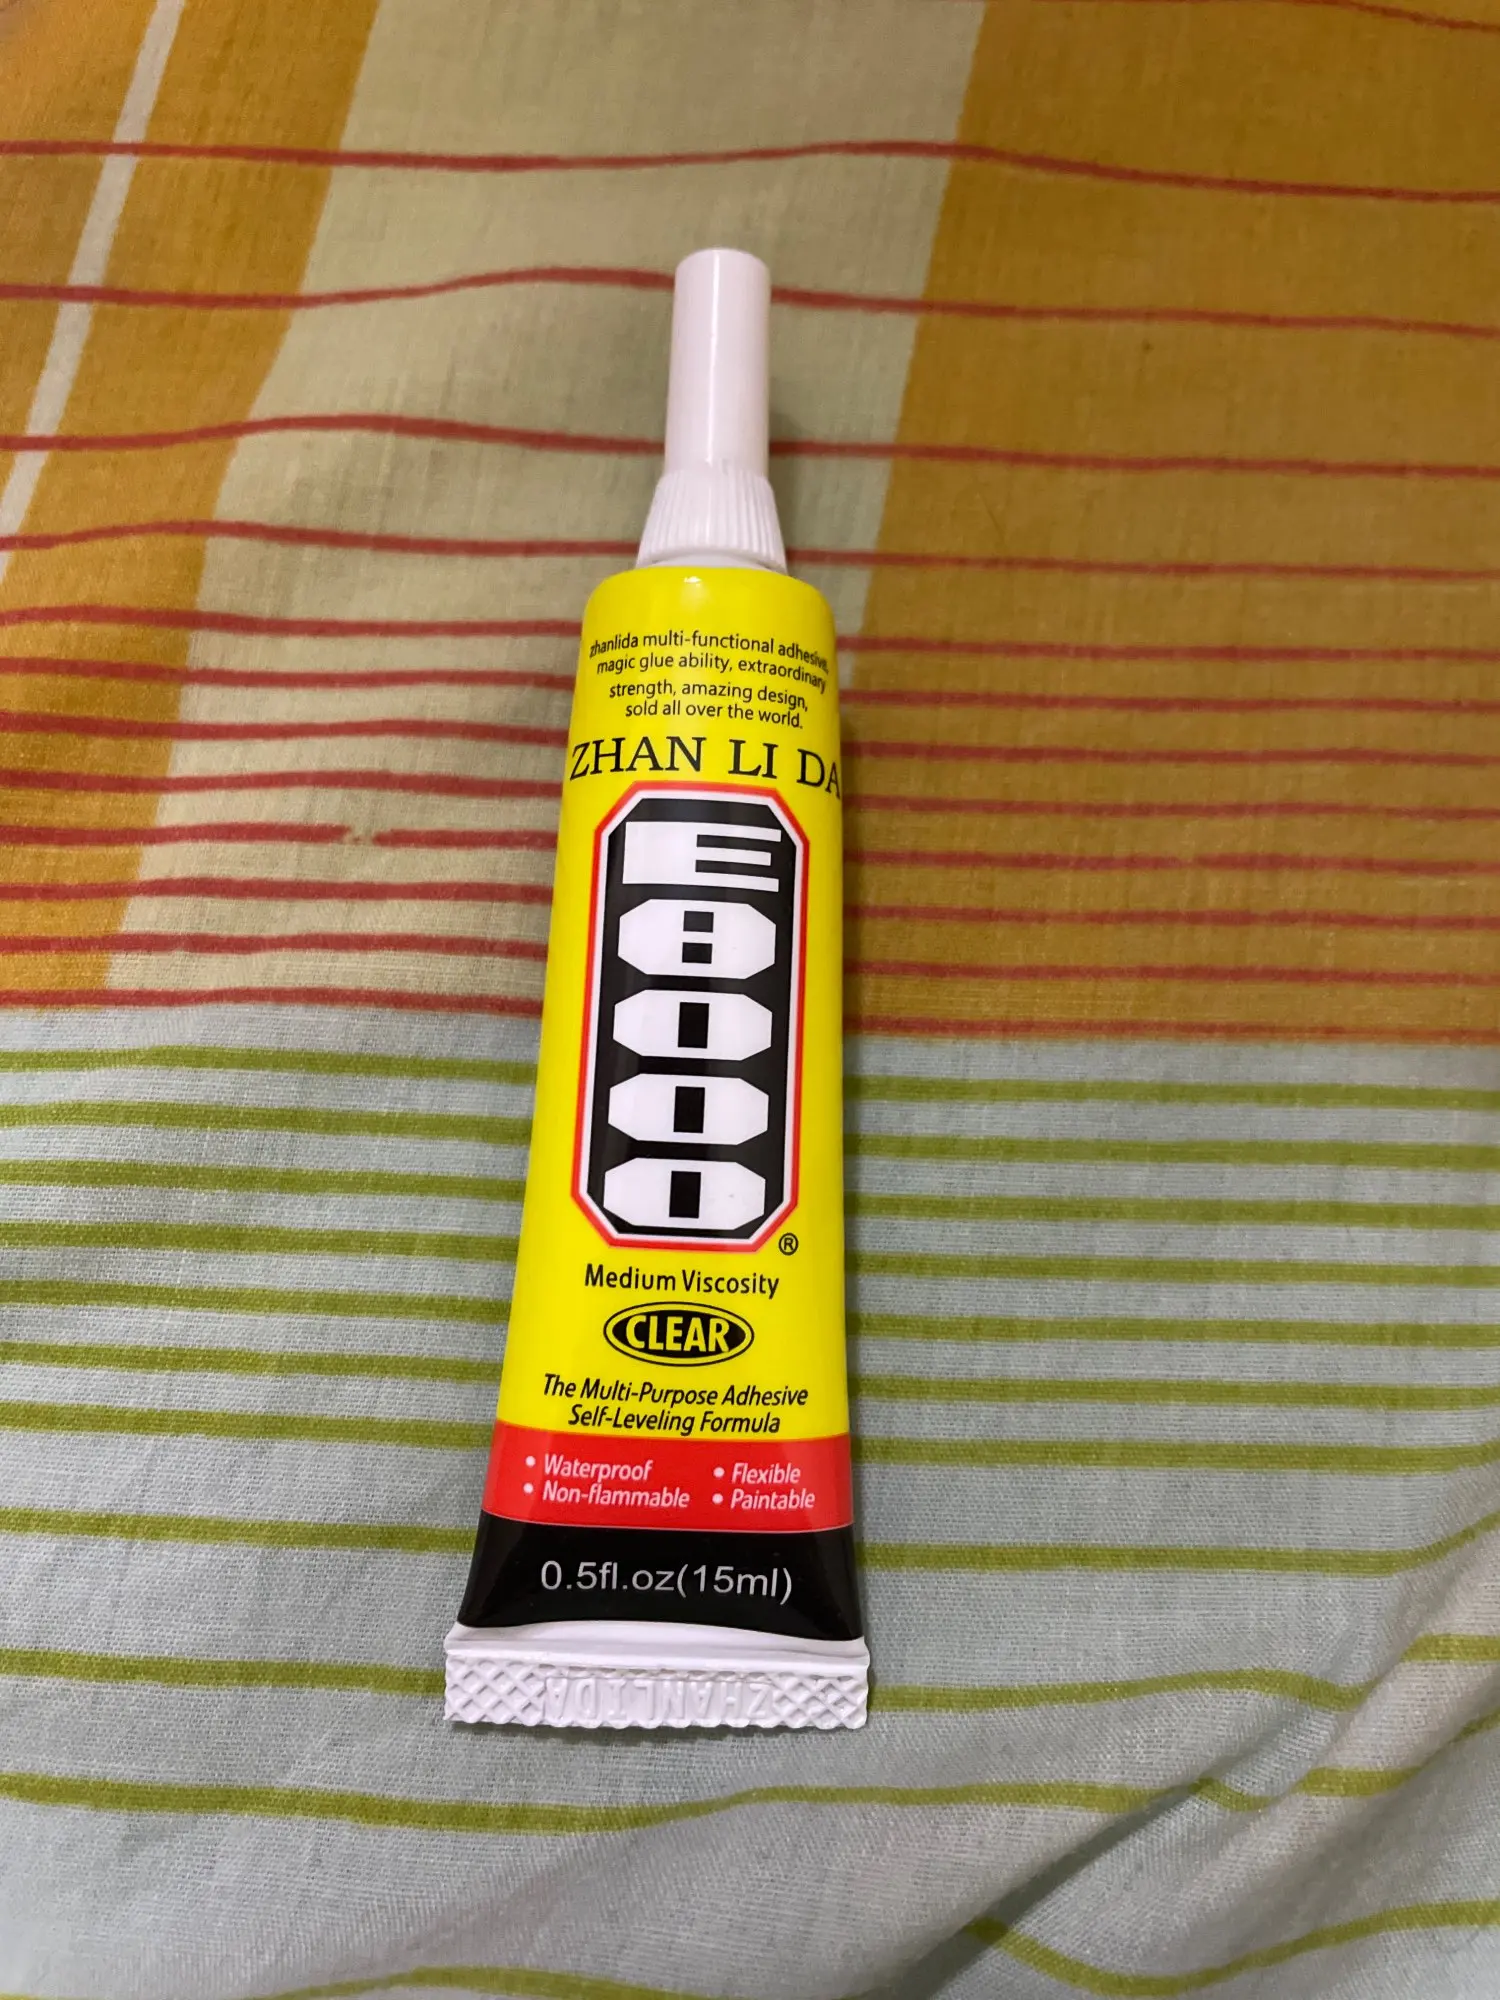 zhanlida multi-functional adhesive,
magic glue ability, extraordinary
strength, amazing design,
sold all over the world.
ZHAN LI DA
E8000
®
Medium Viscosity
CLEAR
The Multi-Purpose Adhesive
Self-Leveling Formula
• Waterproof • Flexible
• Non-flammable • Paintable
0.5fl.oz(15ml)
ZHANLIDA